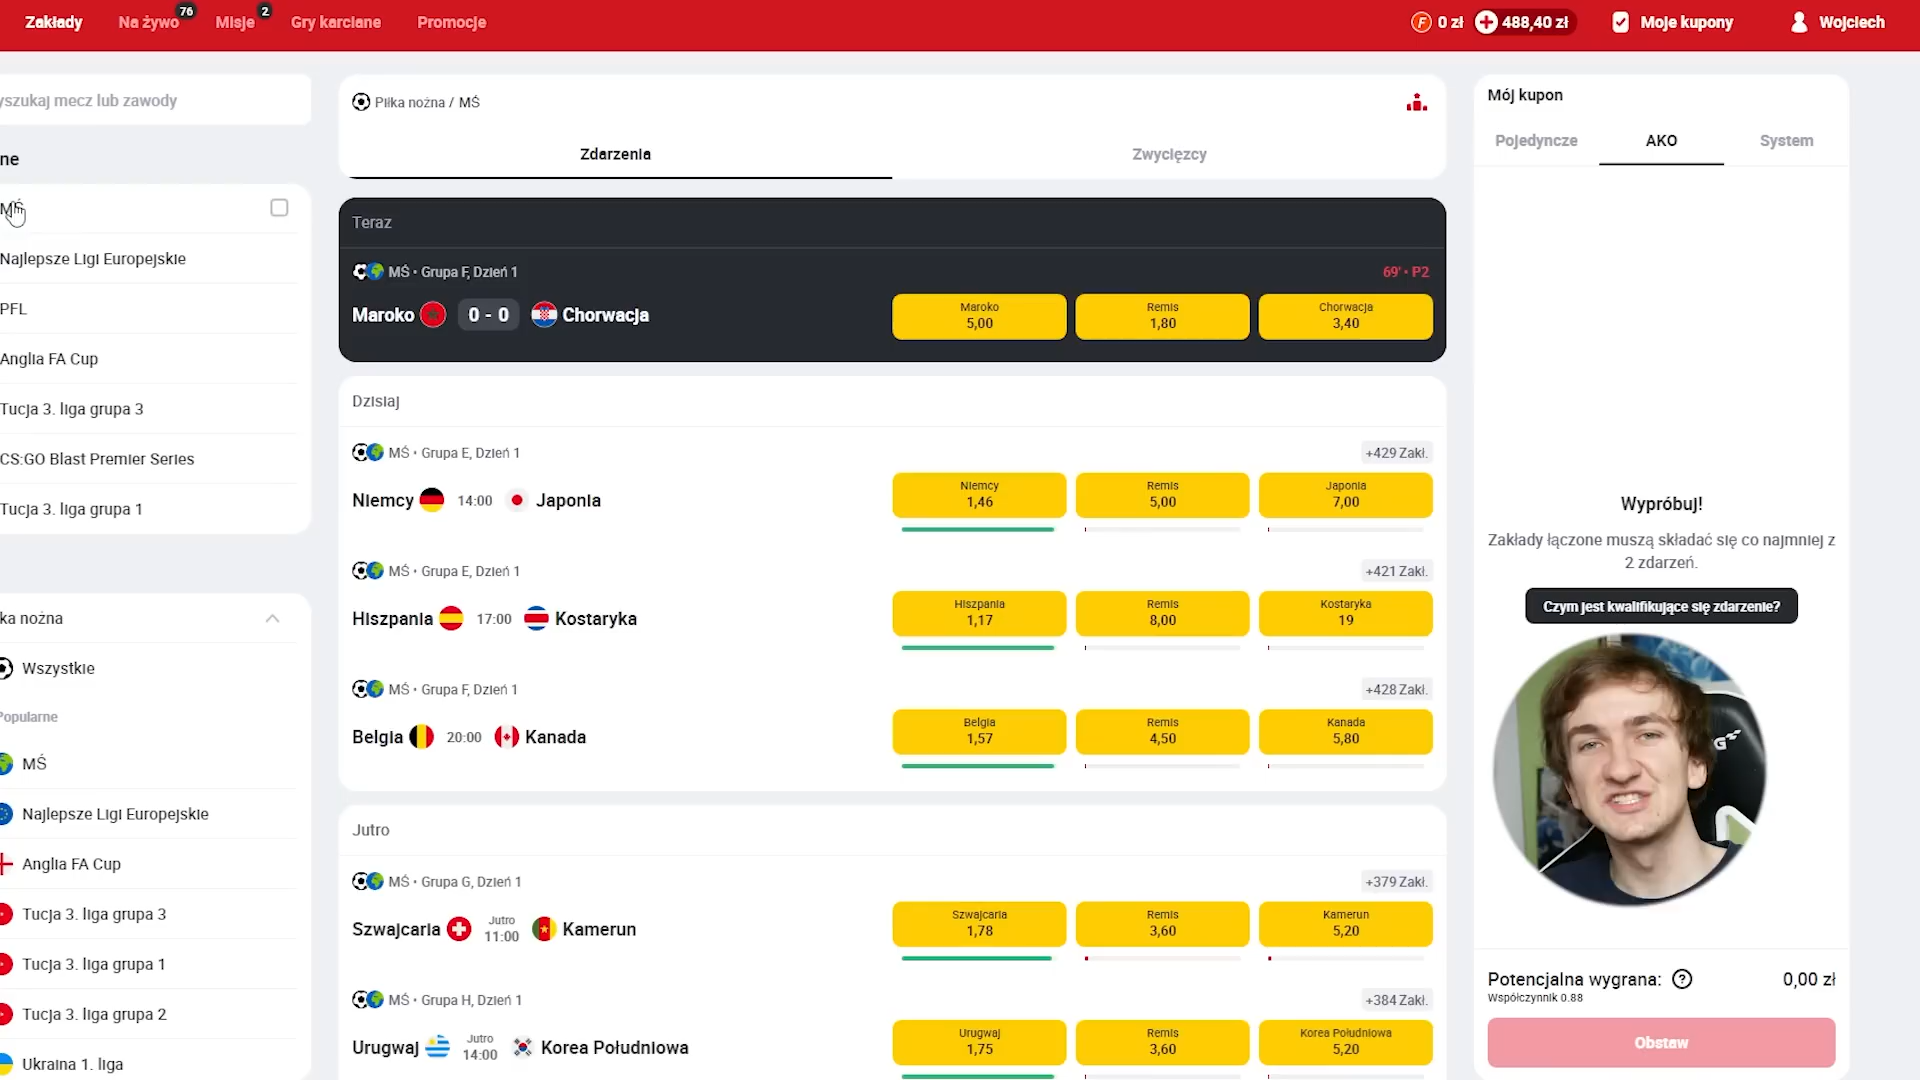 Zakłady
Na żywo 76
Misje 2
Gry karciane
Promocje
0 zł
488,40 zł
Moje kupony
Wojciech
yszukaj mecz lub zawody
ne
MŚ
Najlepsze Ligi Europejskie
PFL
Anglia FA Cup
Tucja 3. liga grupa 3
CS:GO Blast Premier Series
Tucja 3. liga grupa 1
ka nożna
Wszystkie
Popularne
MŚ
Najlepsze Ligi Europejskie
Anglia FA Cup
Tucja 3. liga grupa 3
Tucja 3. liga grupa 1
Tucja 3. liga grupa 2
Ukraina 1. liga
Piłka nożna / MŚ
Zdarzenia
Zwycięzcy
Teraz
MŚ • Grupa F, Dzień 1
69' • P2
Maroko 0 - 0 Chorwacja
Maroko
5,00
Remis
1,80
Chorwacja
3,40
Dzisiaj
MŚ • Grupa E, Dzień 1
+429 Zakł.
Niemcy 14:00 Japonia
Niemcy
1,46
Remis
5,00
Japonia
7,00
MŚ • Grupa E, Dzień 1
+421 Zakł.
Hiszpania 17:00 Kostaryka
Hiszpania
1,17
Remis
8,00
Kostaryka
19
MŚ • Grupa F, Dzień 1
+428 Zakł.
Belgia 20:00 Kanada
Belgia
1,57
Remis
4,50
Kanada
5,80
Jutro
MŚ • Grupa G, Dzień 1
+379 Zakł.
Szwajcaria Jutro 11:00 Kamerun
Szwajcaria
1,78
Remis
3,60
Kamerun
5,20
MŚ • Grupa H, Dzień 1
+384 Zakł.
Urugwaj Jutro 14:00 Korea Południowa
Urugwaj
1,75
Remis
3,60
Korea Południowa
5,20
Mój kupon
Pojedyncze
AKO
System
Wypróbuj!
Zakłady łączone muszą składać się co najmniej z
2 zdarzeń.
Czym jest kwalifikujące się zdarzenie?
Potencjalna wygrana: ? 0,00 zł
Współczynnik 0.88
Obstaw